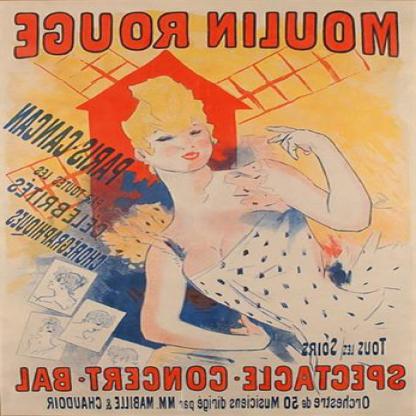 MOULIN ROUGE
PARIS-CANCAN
TOUTES LES
CÉLÉBRITÉS
CHORÉGRAPHIQUES
TOUS LES SOIRS
SPECTACLE·CONCERT·BAL
Orchestre de 50 Musiciens dirigé par MM. MABILLE & CHAUDOIR